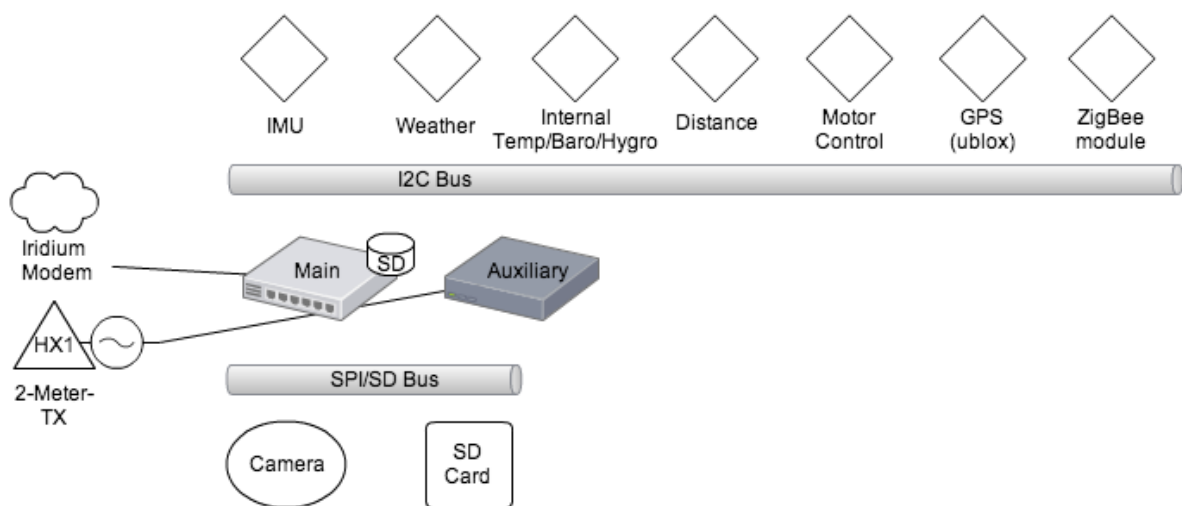 IMU
Weather
Internal
Temp/Baro/Hygro
Distance
Motor
Control
GPS
(ublox)
ZigBee
module
I2C Bus
Iridium
Modem
Main
SD
Auxiliary
HX1
2-Meter-
TX
SPI/SD Bus
Camera
SD
Card